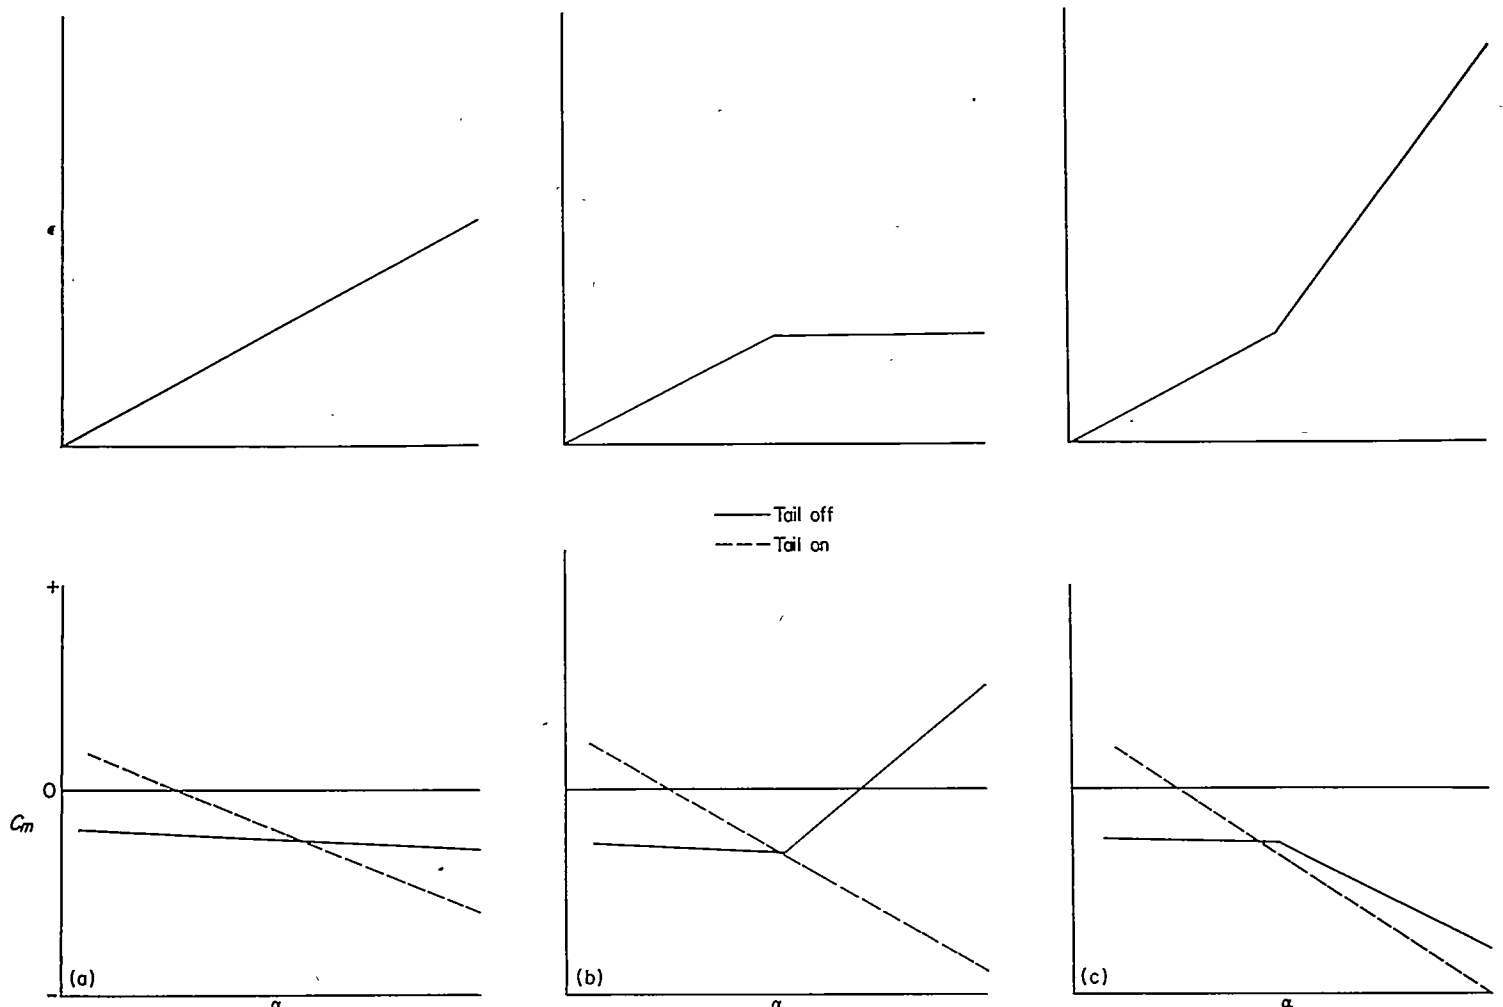 ϵ
Tail off
Tail on
+
0
Cm
-
(a)
α
(b)
α
(c)
α